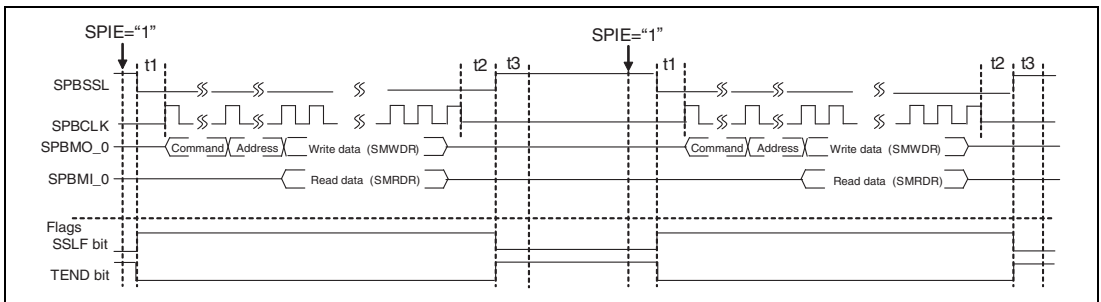 SPIE="1" SPIE="1"
t1 t2 t3 t1 t2 t3
SPBSSL
SPBCLK
SPBMO_0 Command Address Write data (SMWDR) Command Address Write data (SMWDR)
SPBMI_0 Read data (SMRDR) Read data (SMRDR)
Flags
SSLF bit
TEND bit